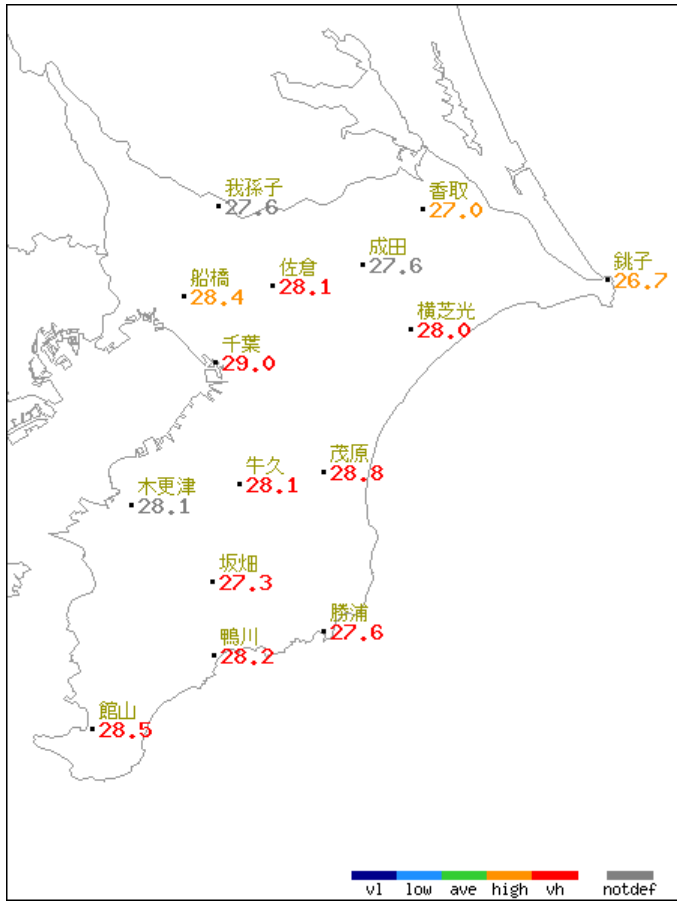 我孫子
27.6
香取
27.0
成田
27.6
佐倉
28.1
船橋
28.4
銚子
26.7
横芝光
28.0
千葉
29.0
茂原
28.8
牛久
28.1
木更津
28.1
坂畑
27.3
勝浦
27.6
鴨川
28.2
館山
28.5
vl low ave high vh notdef